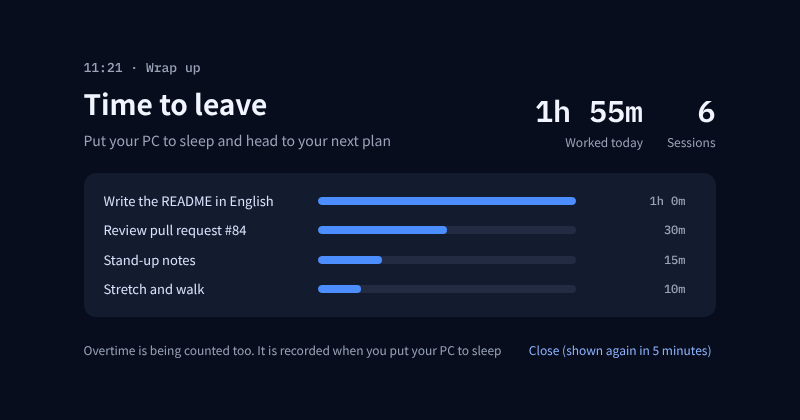 11:21 · Wrap up
Time to leave
Put your PC to sleep and head to your next plan
1h 55m
Worked today
6
Sessions
Write the README in English 1h 0m
Review pull request #84 30m
Stand-up notes 15m
Stretch and walk 10m
Overtime is being counted too. It is recorded when you put your PC to sleep
Close (shown again in 5 minutes)